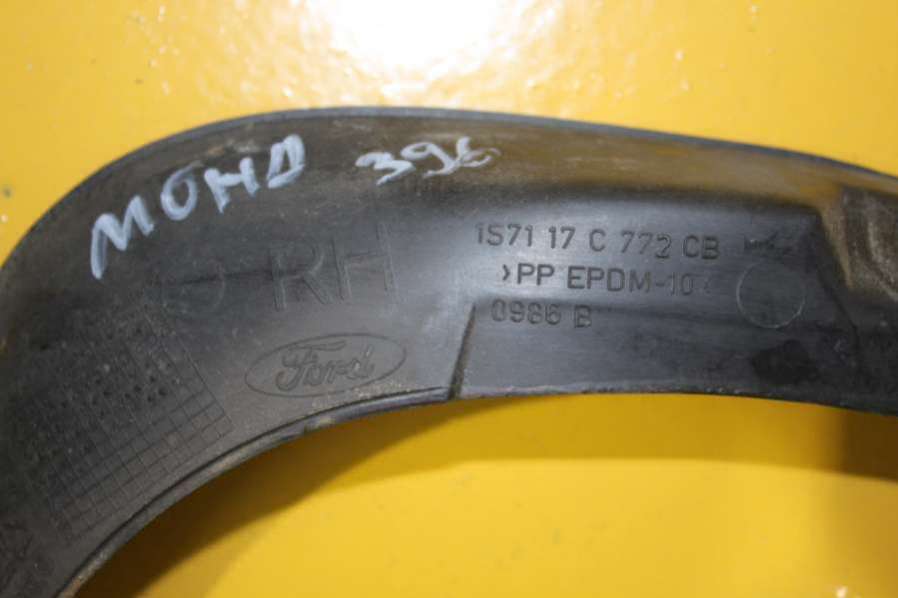 МОНД 396
RH
1S71 17 C 772 CB
>PP EPDM-10<
0986 B
Ford